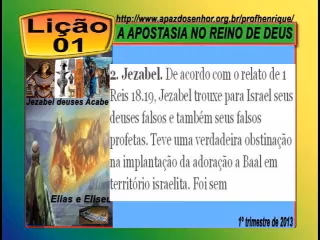 Lição
01
http://www.apazdosenhor.org.br/profhenrique/
A APOSTASIA NO REINO DE DEUS
2. Jezabel. De acordo com o relato de 1
Reis 18.19, Jezabel trouxe para Israel seus
deuses falsos e também seus falsos
profetas. Teve uma verdadeira obstinação
na implantação da adoração a Baal em
território israelita. Foi sem
Jezabel deuses Acabe
Elias e Eliseu
1º trimestre de 2013